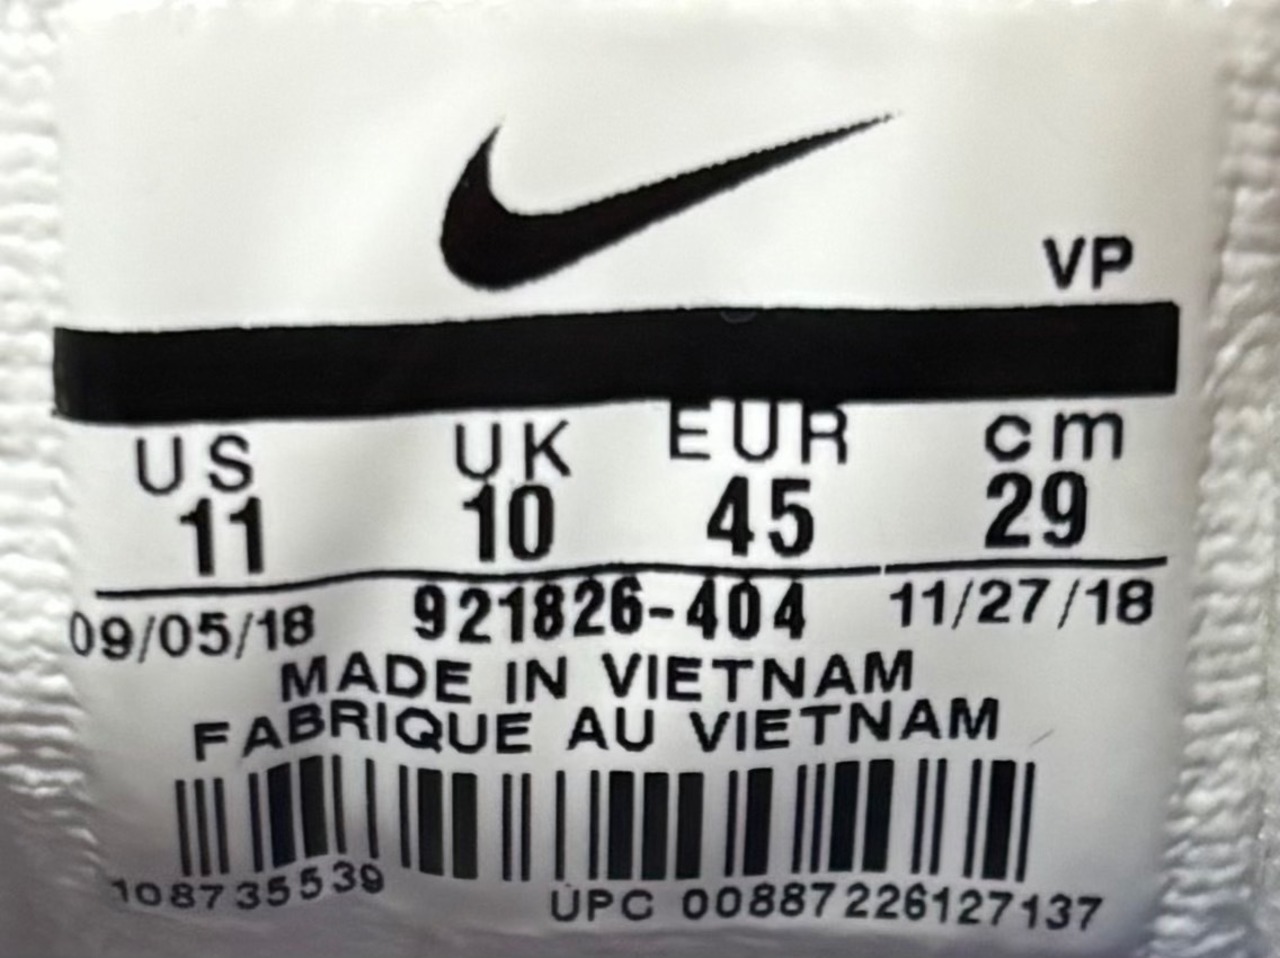 VP
US UK EUR cm
11 10 45 29
09/05/18 921826-404 11/27/18
MADE IN VIETNAM
FABRIQUE AU VIETNAM
108735539 UPC 00887226127137